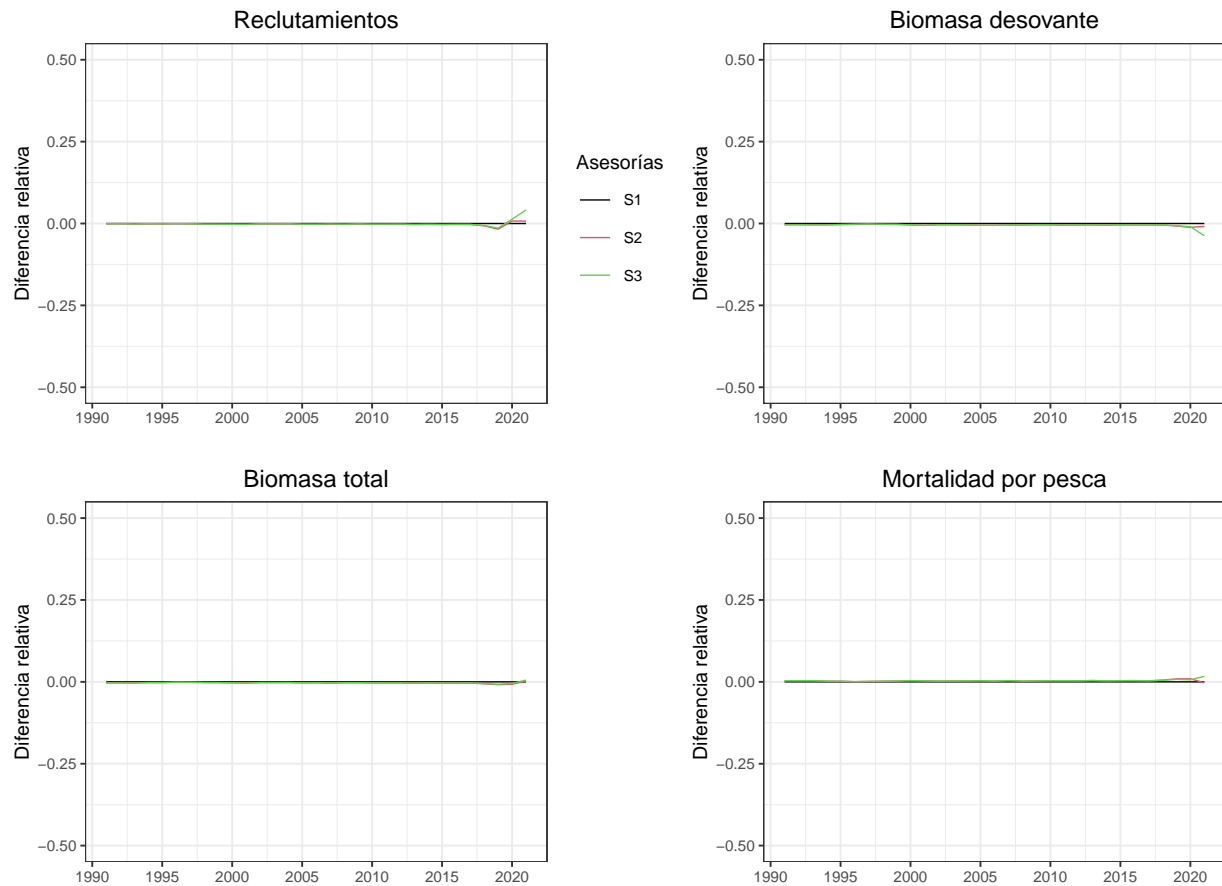 Reclutamientos
Diferencia relativa
0.50
0.25
0.00
−0.25
−0.50
1990 1995 2000 2005 2010 2015 2020
Asesorías
S1
S2
S3
Biomasa desovante
Diferencia relativa
0.50
0.25
0.00
−0.25
−0.50
1990 1995 2000 2005 2010 2015 2020
Biomasa total
Diferencia relativa
0.50
0.25
0.00
−0.25
−0.50
1990 1995 2000 2005 2010 2015 2020
Mortalidad por pesca
Diferencia relativa
0.50
0.25
0.00
−0.25
−0.50
1990 1995 2000 2005 2010 2015 2020